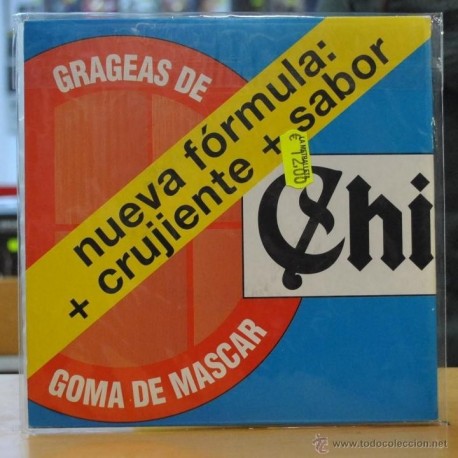 GRAGEAS DE
nueva fórmula:
+ crujiente + sabor
Chi
GOMA DE MASCAR
www.todocoleccion.net